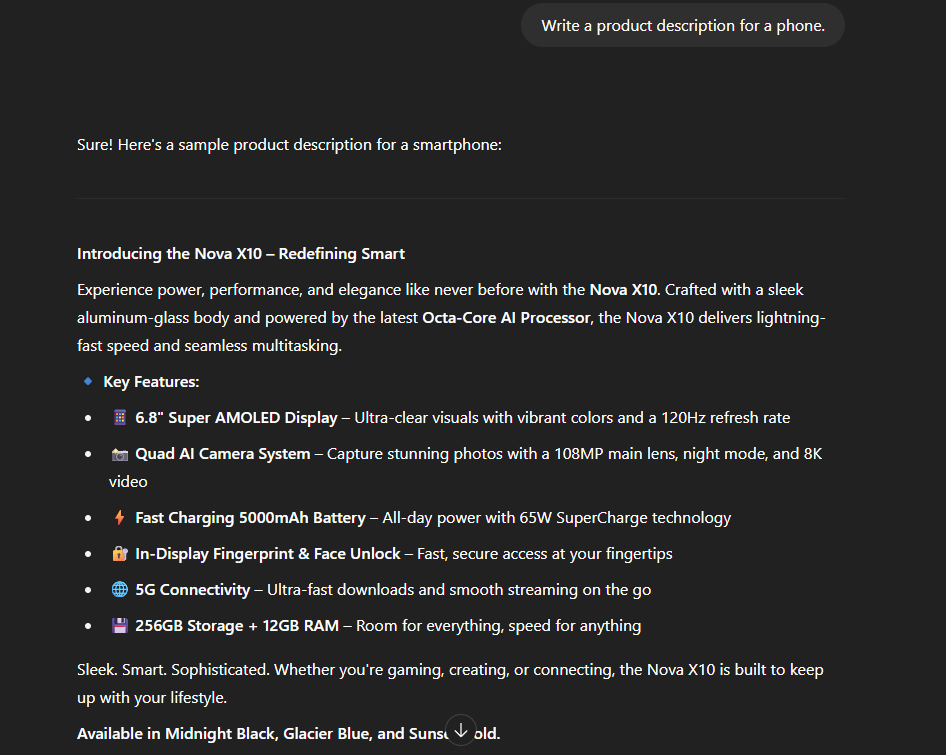 Write a product description for a phone.
Sure! Here's a sample product description for a smartphone:
Introducing the Nova X10 – Redefining Smart
Experience power, performance, and elegance like never before with the Nova X10. Crafted with a sleek
aluminum-glass body and powered by the latest Octa-Core AI Processor, the Nova X10 delivers lightning-
fast speed and seamless multitasking.
🔹 Key Features:
• 📱 6.8" Super AMOLED Display – Ultra-clear visuals with vibrant colors and a 120Hz refresh rate
• 📸 Quad AI Camera System – Capture stunning photos with a 108MP main lens, night mode, and 8K
video
• ⚡ Fast Charging 5000mAh Battery – All-day power with 65W SuperCharge technology
• 🔐 In-Display Fingerprint & Face Unlock – Fast, secure access at your fingertips
• 🌐 5G Connectivity – Ultra-fast downloads and smooth streaming on the go
• 💾 256GB Storage + 12GB RAM – Room for everything, speed for anything
Sleek. Smart. Sophisticated. Whether you're gaming, creating, or connecting, the Nova X10 is built to keep
up with your lifestyle.
Available in Midnight Black, Glacier Blue, and